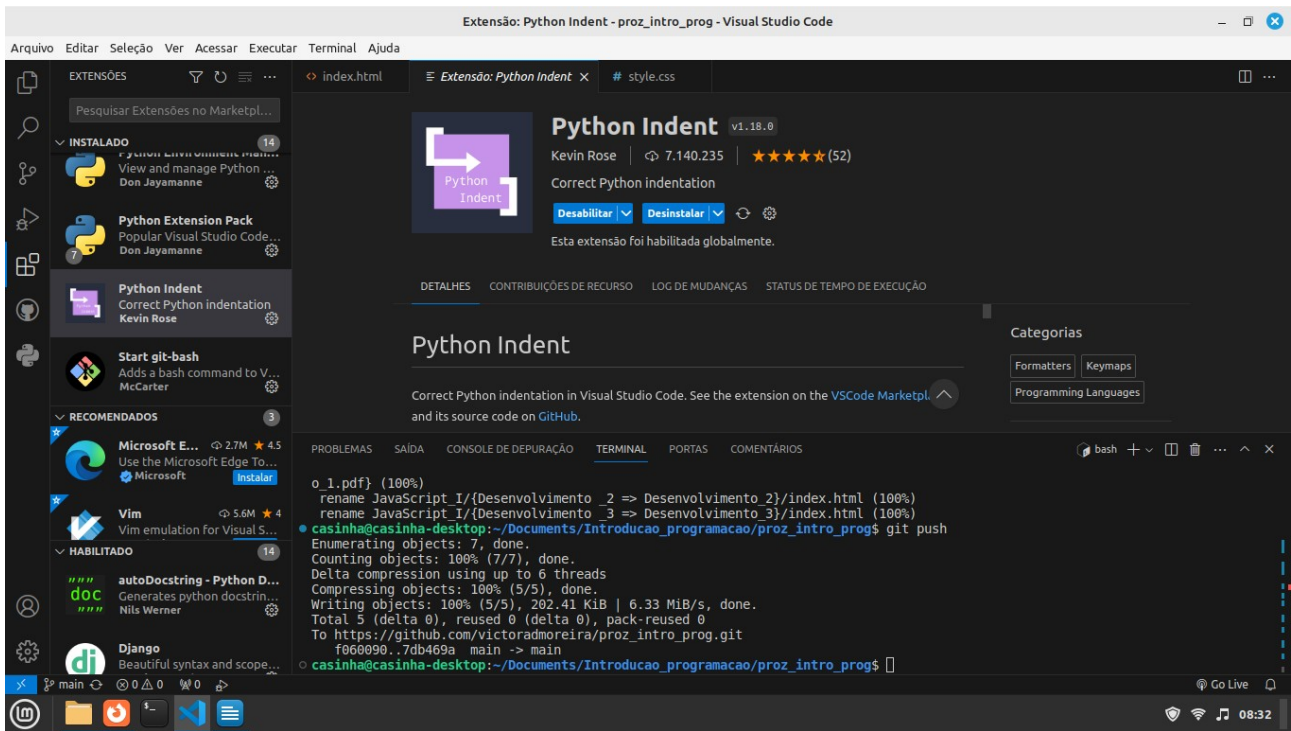 Extensão: Python Indent - proz_intro_prog - Visual Studio Code
Arquivo Editar Seleção Ver Acessar Executar Terminal Ajuda
EXTENSÕES
Pesquisar Extensões no Marketpl...
INSTALADO 14
Python Environment Man...
View and manage Python ...
Don Jayamanne
Python Extension Pack
Popular Visual Studio Code...
Don Jayamanne
7
Python Indent
Correct Python indentation
Kevin Rose
Start git-bash
Adds a bash command to V...
McCarter
RECOMENDADOS 3
Microsoft E... 2.7M ★ 4.5
Use the Microsoft Edge To...
Microsoft Instalar
Vim 5.6M ★ 4
Vim emulation for Visual S...
HABILITADO 14
autoDocstring - Python D...
Generates python docstrin...
Nils Werner
""" doc """
Django
Beautiful syntax and scope...
dj
index.html
Extensão: Python Indent
# style.css
Python Indent
Python Indent v1.18.0
Kevin Rose 7.140.235 ★★★★★ (52)
Correct Python indentation
Desabilitar Desinstalar
Esta extensão foi habilitada globalmente.
DETALHES CONTRIBUIÇÕES DE RECURSO LOG DE MUDANÇAS STATUS DE TEMPO DE EXECUÇÃO
Python Indent
Correct Python indentation in Visual Studio Code. See the extension on the VSCode Marketpl
and its source code on GitHub.
Categorias
Formatters Keymaps
Programming Languages
PROBLEMAS SAÍDA CONSOLE DE DEPURAÇÃO TERMINAL PORTAS COMENTÁRIOS
bash
o_1.pdf} (100%)
rename JavaScript_I/{Desenvolvimento _2 => Desenvolvimento_2}/index.html (100%)
rename JavaScript_I/{Desenvolvimento _3 => Desenvolvimento_3}/index.html (100%)
casinha@casinha-desktop:~/Documents/Introducao_programacao/proz_intro_prog$ git push
Enumerating objects: 7, done.
Counting objects: 100% (7/7), done.
Delta compression using up to 6 threads
Compressing objects: 100% (5/5), done.
Writing objects: 100% (5/5), 202.41 KiB | 6.33 MiB/s, done.
Total 5 (delta 0), reused 0 (delta 0), pack-reused 0
To https://github.com/victoradmoreira/proz_intro_prog.git
f060090..7db469a main -> main
casinha@casinha-desktop:~/Documents/Introducao_programacao/proz_intro_prog$
main 0 0 0
Go Live
08:32